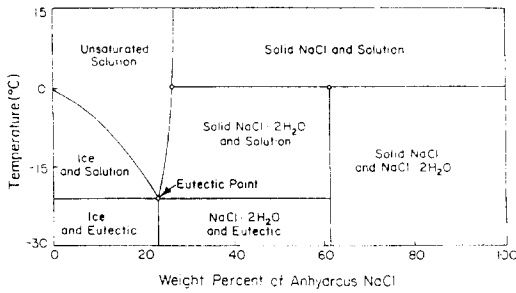 15
0
-15
-30
Temperature (°C)
Unsaturated
Solution
Solid NaCl and Solution
Ice
and Solution
Solid NaCl · 2H₂O
and Solution
Solid NaCl
and NaCl · 2H₂O
Eutectic Point
Ice
and Eutectic
NaCl · 2H₂O
and Eutectic
0 20 40 60 80 100
Weight Percent of Anhydrous NaCl